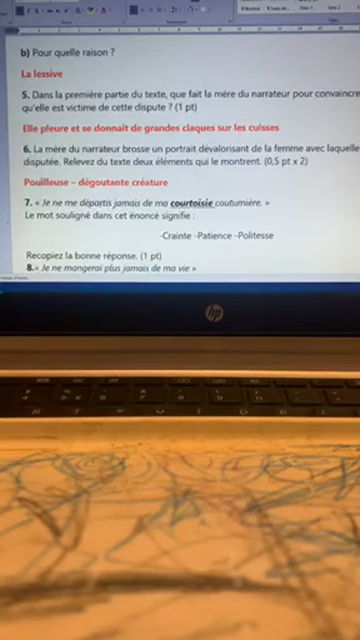 b) Pour quelle raison ?
La lessive
5. Dans la première partie du texte, que fait la mère du narrateur pour convaincre
qu'elle est victime de cette dispute ? (1 pt)
Elle pleure et se donnait de grandes claques sur les cuisses
6. La mère du narrateur brosse un portrait dévalorisant de la femme avec laquelle
disputée. Relevez du texte deux éléments qui le montrent. (0,5 pt x 2)
Pouilleuse – dégoutante créature
7. « Je ne me départis jamais de ma courtoisie coutumière. »
Le mot souligné dans cet énoncé signifie :
-Crainte -Patience -Politesse
Recopiez la bonne réponse. (1 pt)
8.« Je ne mangerai plus jamais de ma vie »
hp